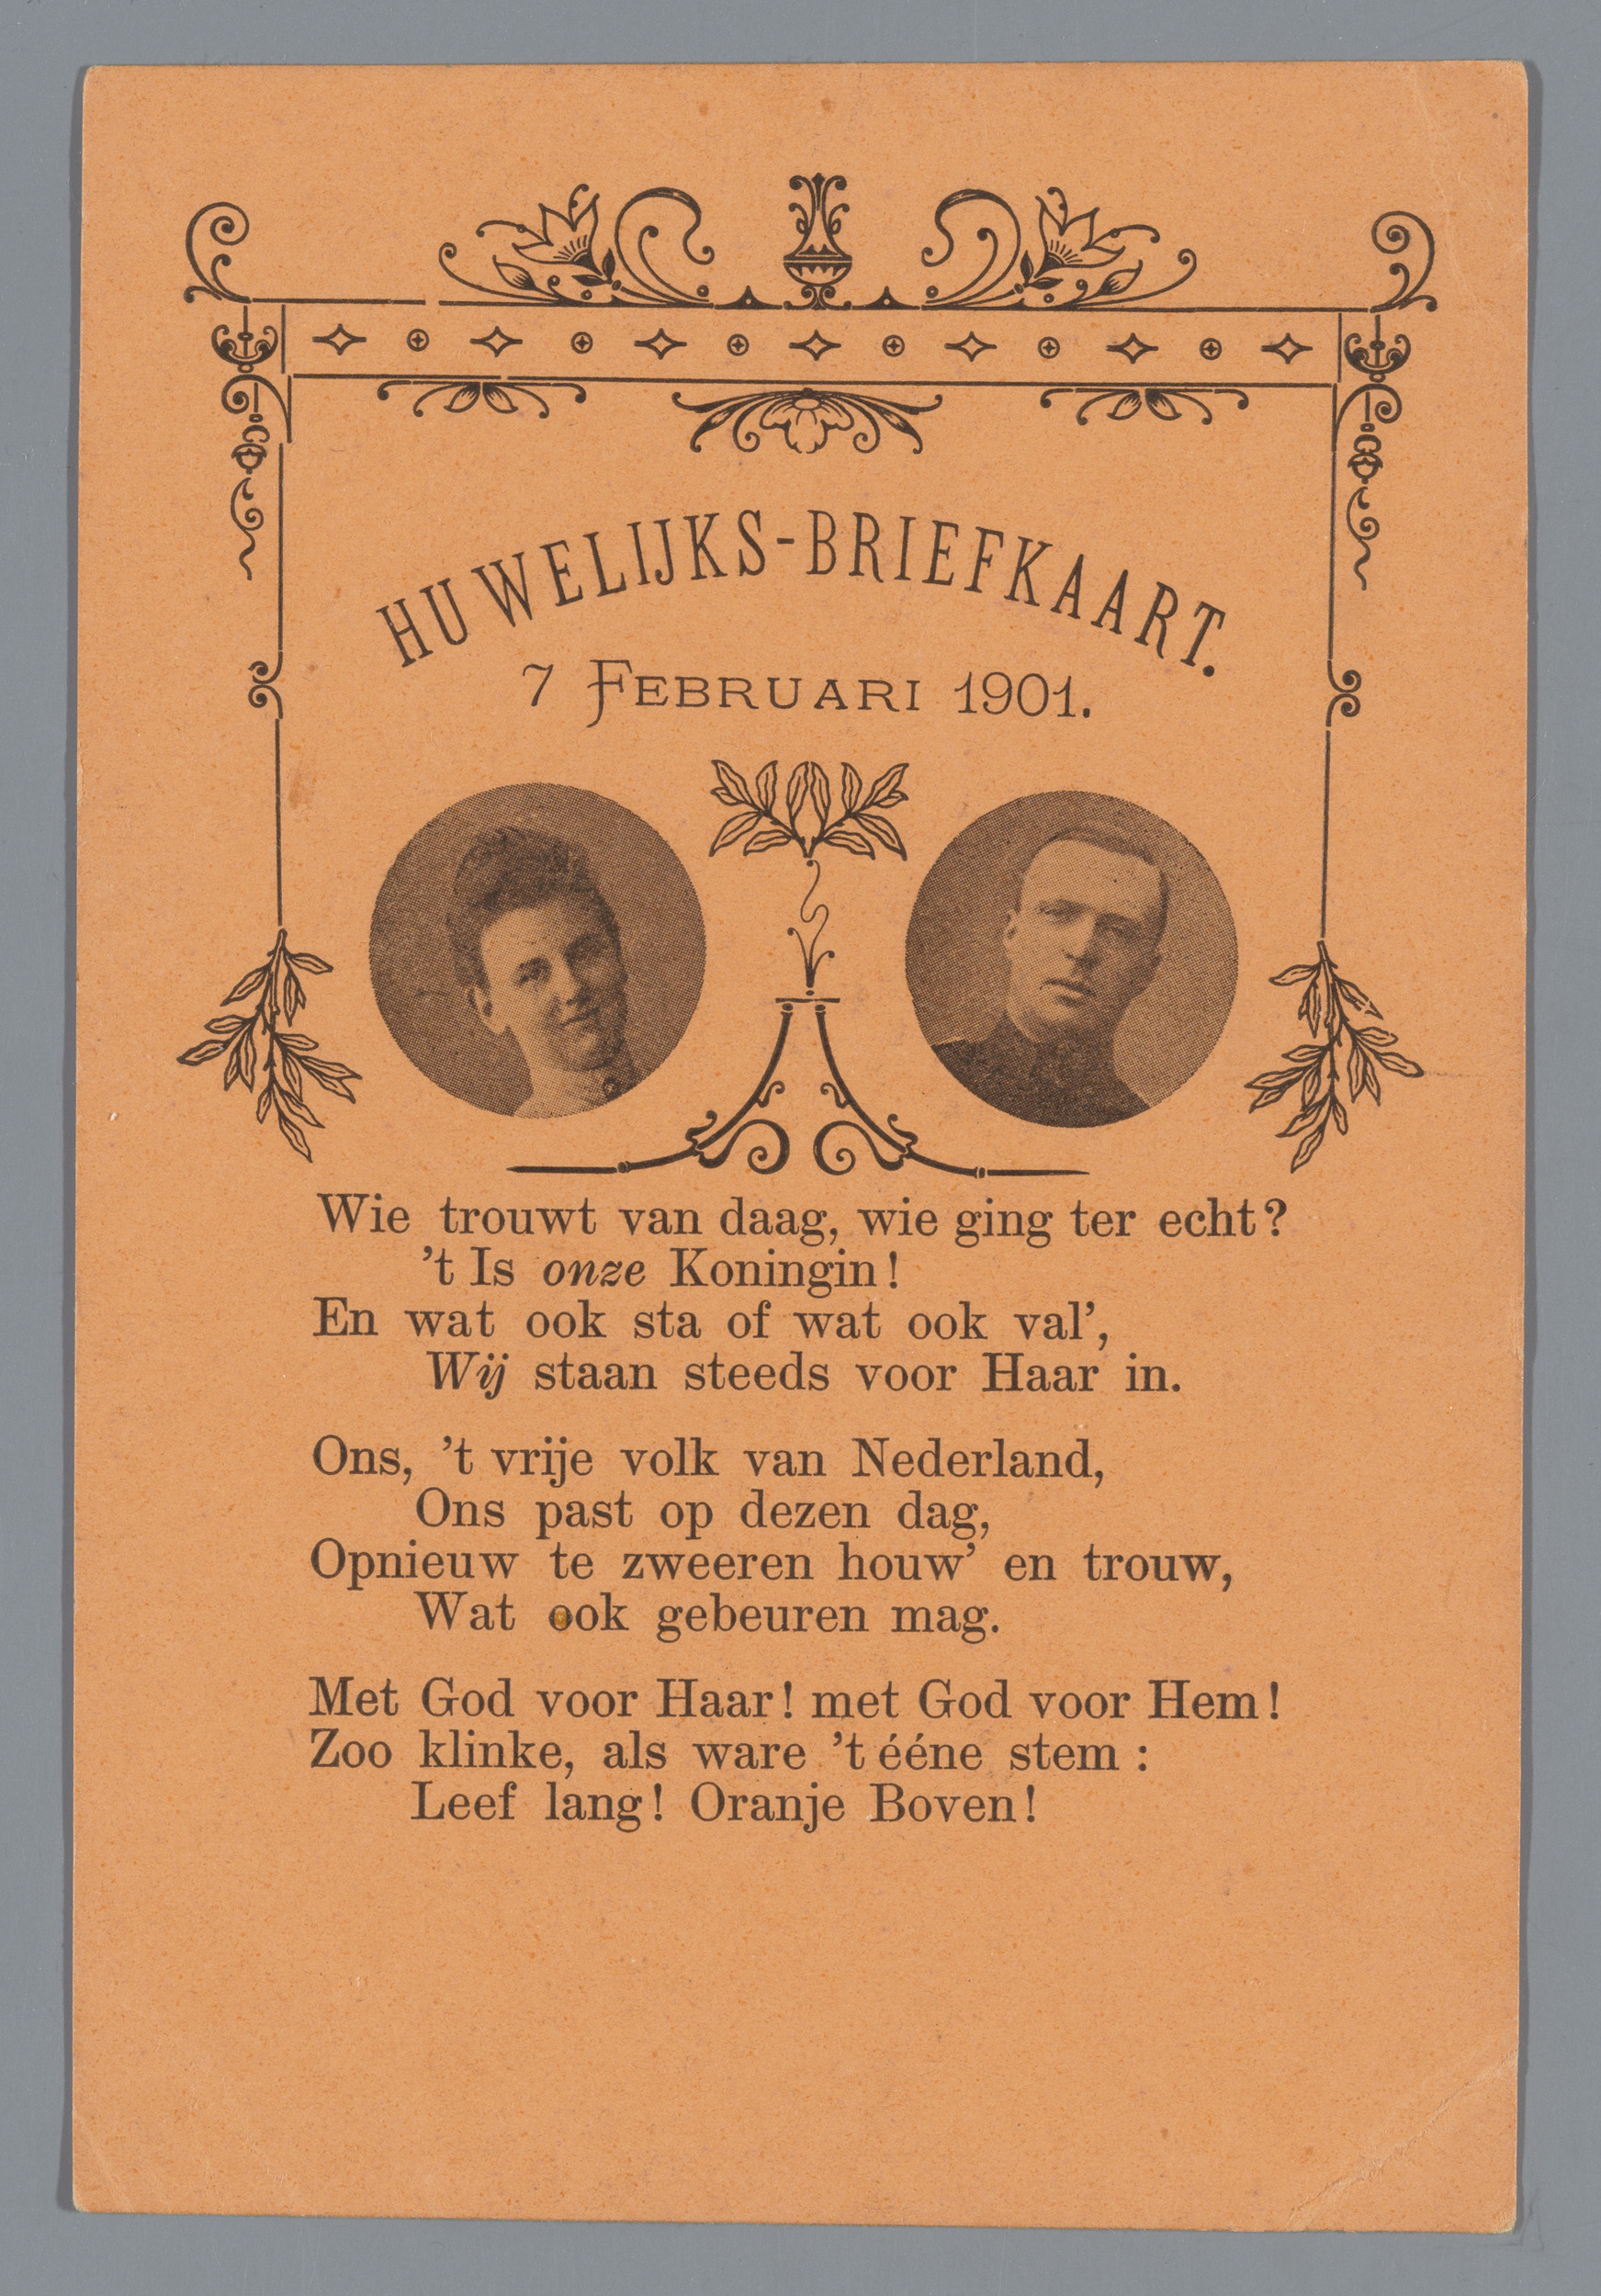 HUWELIJKS-BRIEFKAART.
7 FEBRUARI 1901.
Wie trouwt van daag, wie ging ter echt?
't Is onze Koningin!
En wat ook sta of wat ook val',
Wij staan steeds voor Haar in.
Ons, 't vrije volk van Nederland,
Ons past op dezen dag,
Opnieuw te zweeren houw' en trouw,
Wat ook gebeuren mag.
Met God voor Haar! met God voor Hem!
Zoo klinke, als ware 't ééne stem:
Leef lang! Oranje Boven!